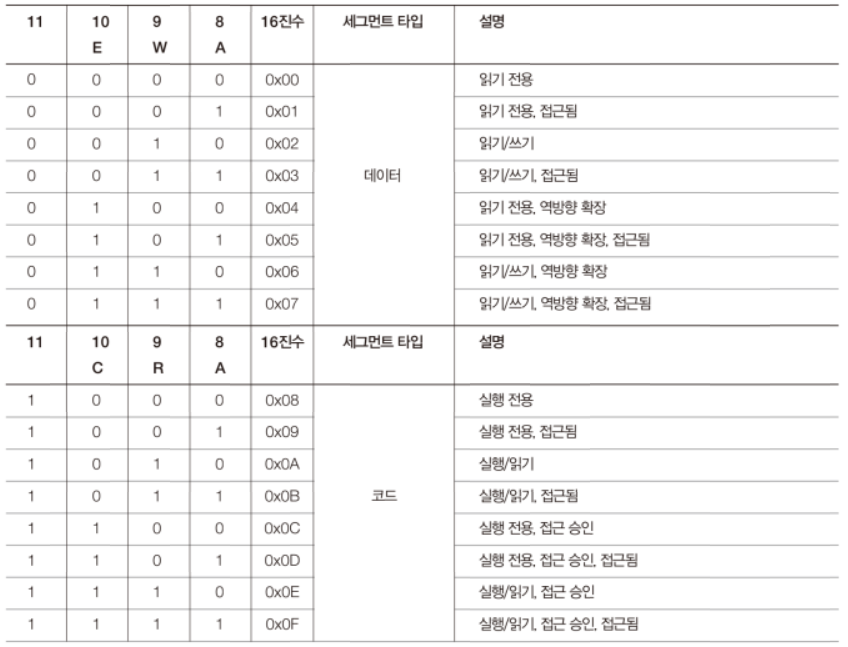 11 10 9 8 16진수 세그먼트 타입 설명
E W A
0 0 0 0 0x00 읽기 전용
0 0 0 1 0x01 읽기 전용, 접근됨
0 0 1 0 0x02 읽기/쓰기
0 0 1 1 0x03 데이터 읽기/쓰기, 접근됨
0 1 0 0 0x04 읽기 전용, 역방향 확장
0 1 0 1 0x05 읽기 전용, 역방향 확장, 접근됨
0 1 1 0 0x06 읽기/쓰기, 역방향 확장
0 1 1 1 0x07 읽기/쓰기, 역방향 확장, 접근됨
11 10 9 8 16진수 세그먼트 타입 설명
C R A
1 0 0 0 0x08 실행 전용
1 0 0 1 0x09 실행 전용, 접근됨
1 0 1 0 0x0A 실행/읽기
1 0 1 1 0x0B 코드 실행/읽기, 접근됨
1 1 0 0 0x0C 실행 전용, 접근 승인
1 1 0 1 0x0D 실행 전용, 접근 승인, 접근됨
1 1 1 0 0x0E 실행/읽기, 접근 승인
1 1 1 1 0x0F 실행/읽기, 접근 승인, 접근됨